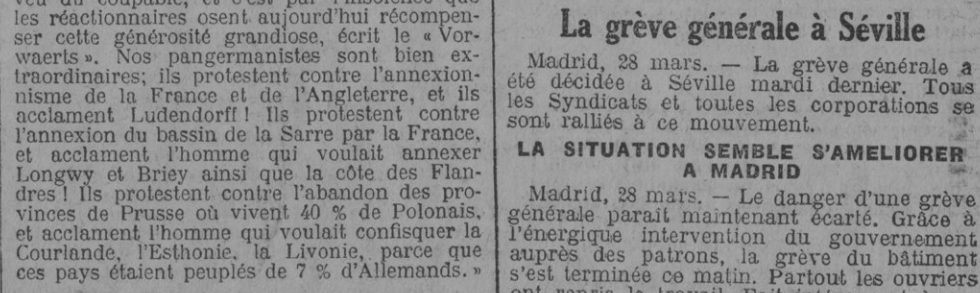 les réactionnaires osent aujourd'hui récompen-
ser cette générosité grandiose, écrit le « Vor-
waerts ». Nos pangermanistes sont bien ex-
traordinaires; ils protestent contre l'annexion-
nisme de la France et de l'Angleterre, et ils
acclament Ludendorff ! Ils protestent contre
l'annexion du bassin de la Sarre par la France,
et acclament l'homme qui voulait annexer
Longwy et Briey ainsi que la côte des Flan-
dres ! Ils protestent contre l'abandon des pro-
vinces de Prusse où vivent 40 % de Polonais,
et acclament l'homme qui voulait confisquer la
Courlande, l'Esthonie, la Livonie, parce que
ces pays étaient peuplés de 7 % d'Allemands. »
La grève générale à Séville
Madrid, 28 mars. — La grève générale a
été décidée à Séville mardi dernier. Tous
les Syndicats et toutes les corporations se
sont ralliés à ce mouvement.
LA SITUATION SEMBLE S'AMELIORER
A MADRID
Madrid, 28 mars. — Le danger d'une grève
générale parait maintenant écarté. Grâce à
l'énergique intervention du gouvernement
auprès des patrons, la grève du bâtiment
s'est terminée ce matin. Partout les ouvriers